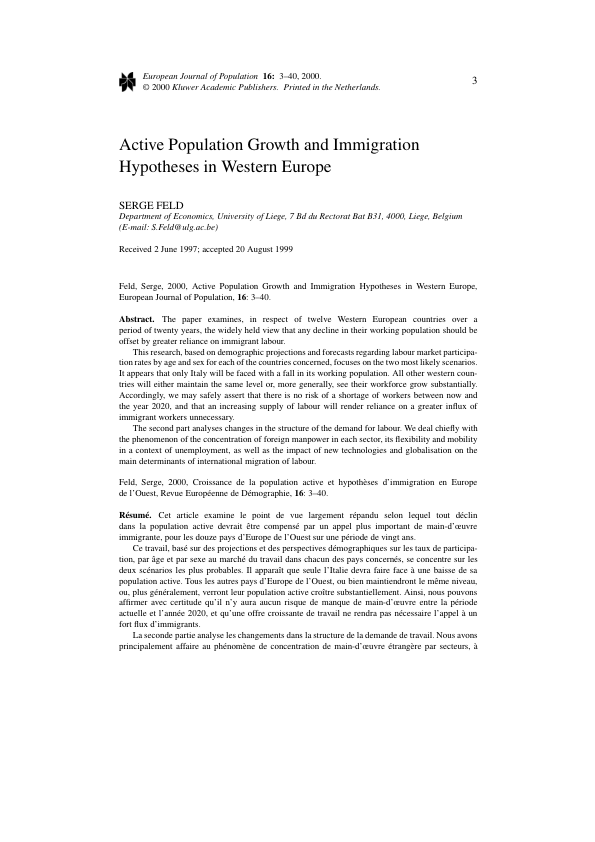 European Journal of Population 16: 3–40, 2000.
© 2000 Kluwer Academic Publishers. Printed in the Netherlands.
3
Active Population Growth and Immigration
Hypotheses in Western Europe
SERGE FELD
Department of Economics, University of Liege, 7 Bd du Rectorat Bat B31, 4000, Liege, Belgium
(E-mail: S.Feld@ulg.ac.be)
Received 2 June 1997; accepted 20 August 1999
Feld, Serge, 2000, Active Population Growth and Immigration Hypotheses in Western Europe,
European Journal of Population, 16: 3–40.
Abstract. The paper examines, in respect of twelve Western European countries over a
period of twenty years, the widely held view that any decline in their working population should be
offset by greater reliance on immigrant labour.
This research, based on demographic projections and forecasts regarding labour market participa-
tion rates by age and sex for each of the countries concerned, focuses on the two most likely scenarios.
It appears that only Italy will be faced with a fall in its working population. All other western coun-
tries will either maintain the same level or, more generally, see their workforce grow substantially.
Accordingly, we may safely assert that there is no risk of a shortage of workers between now and
the year 2020, and that an increasing supply of labour will render reliance on a greater influx of
immigrant workers unnecessary.
The second part analyses changes in the structure of the demand for labour. We deal chiefly with
the phenomenon of the concentration of foreign manpower in each sector, its flexibility and mobility
in a context of unemployment, as well as the impact of new technologies and globalisation on the
main determinants of international migration of labour.
Feld, Serge, 2000, Croissance de la population active et hypothèses d'immigration en Europe
de l'Ouest, Revue Européenne de Démographie, 16: 3–40.
Résumé. Cet article examine le point de vue largement répandu selon lequel tout déclin
dans la population active devrait être compensé par un appel plus important de main-d'œuvre
immigrante, pour les douze pays d'Europe de l'Ouest sur une période de vingt ans.
Ce travail, basé sur des projections et des perspectives démographiques sur les taux de participa-
tion, par âge et par sexe au marché du travail dans chacun des pays concernés, se concentre sur les
deux scénarios les plus probables. Il apparaît que seule l'Italie devra faire face à une baisse de sa
population active. Tous les autres pays d'Europe de l'Ouest, ou bien maintiendront le même niveau,
ou, plus généralement, verront leur population active croître substantiellement. Ainsi, nous pouvons
affirmer avec certitude qu'il n'y aura aucun risque de manque de main-d'œuvre entre la période
actuelle et l'année 2020, et qu'une offre croissante de travail ne rendra pas nécessaire l'appel à un
fort flux d'immigrants.
La seconde partie analyse les changements dans la structure de la demande de travail. Nous avons
principalement affaire au phénomène de concentration de main-d'œuvre étrangère par secteurs, à